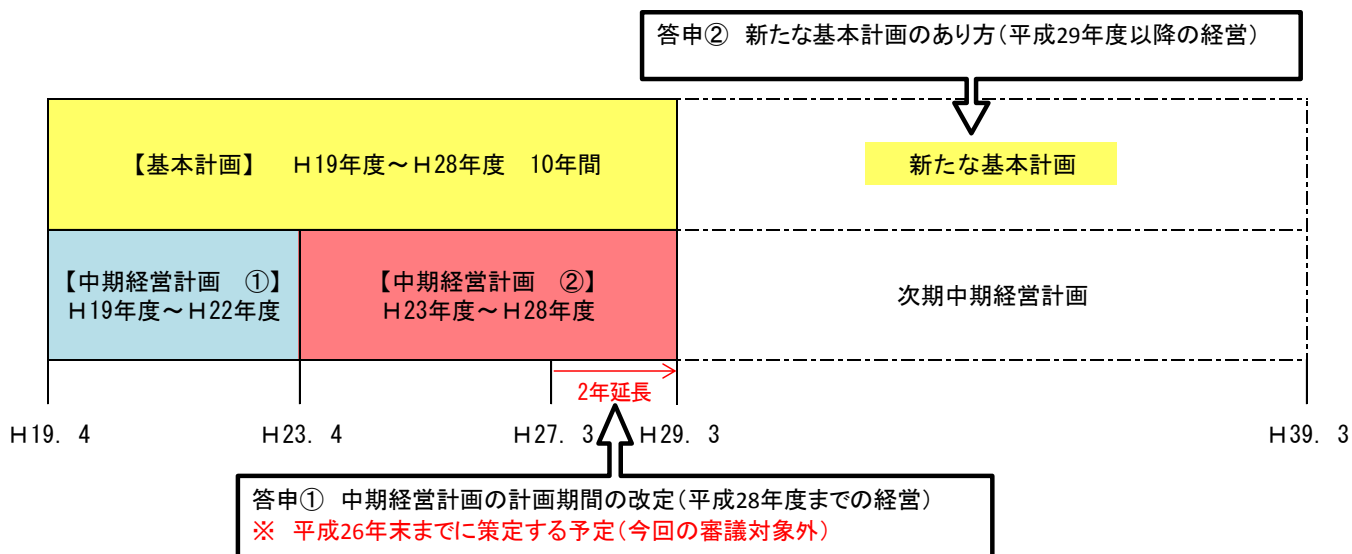 答申② 新たな基本計画のあり方(平成29年度以降の経営)
【基本計画】 H19年度~H28年度 10年間
新たな基本計画
【中期経営計画 ①】
H19年度~H22年度
【中期経営計画 ②】
H23年度~H28年度
次期中期経営計画
2年延長
H19. 4
H23. 4
H27. 3
H29. 3
H39. 3
答申① 中期経営計画の計画期間の改定(平成28年度までの経営)
※ 平成26年末までに策定する予定(今回の審議対象外)